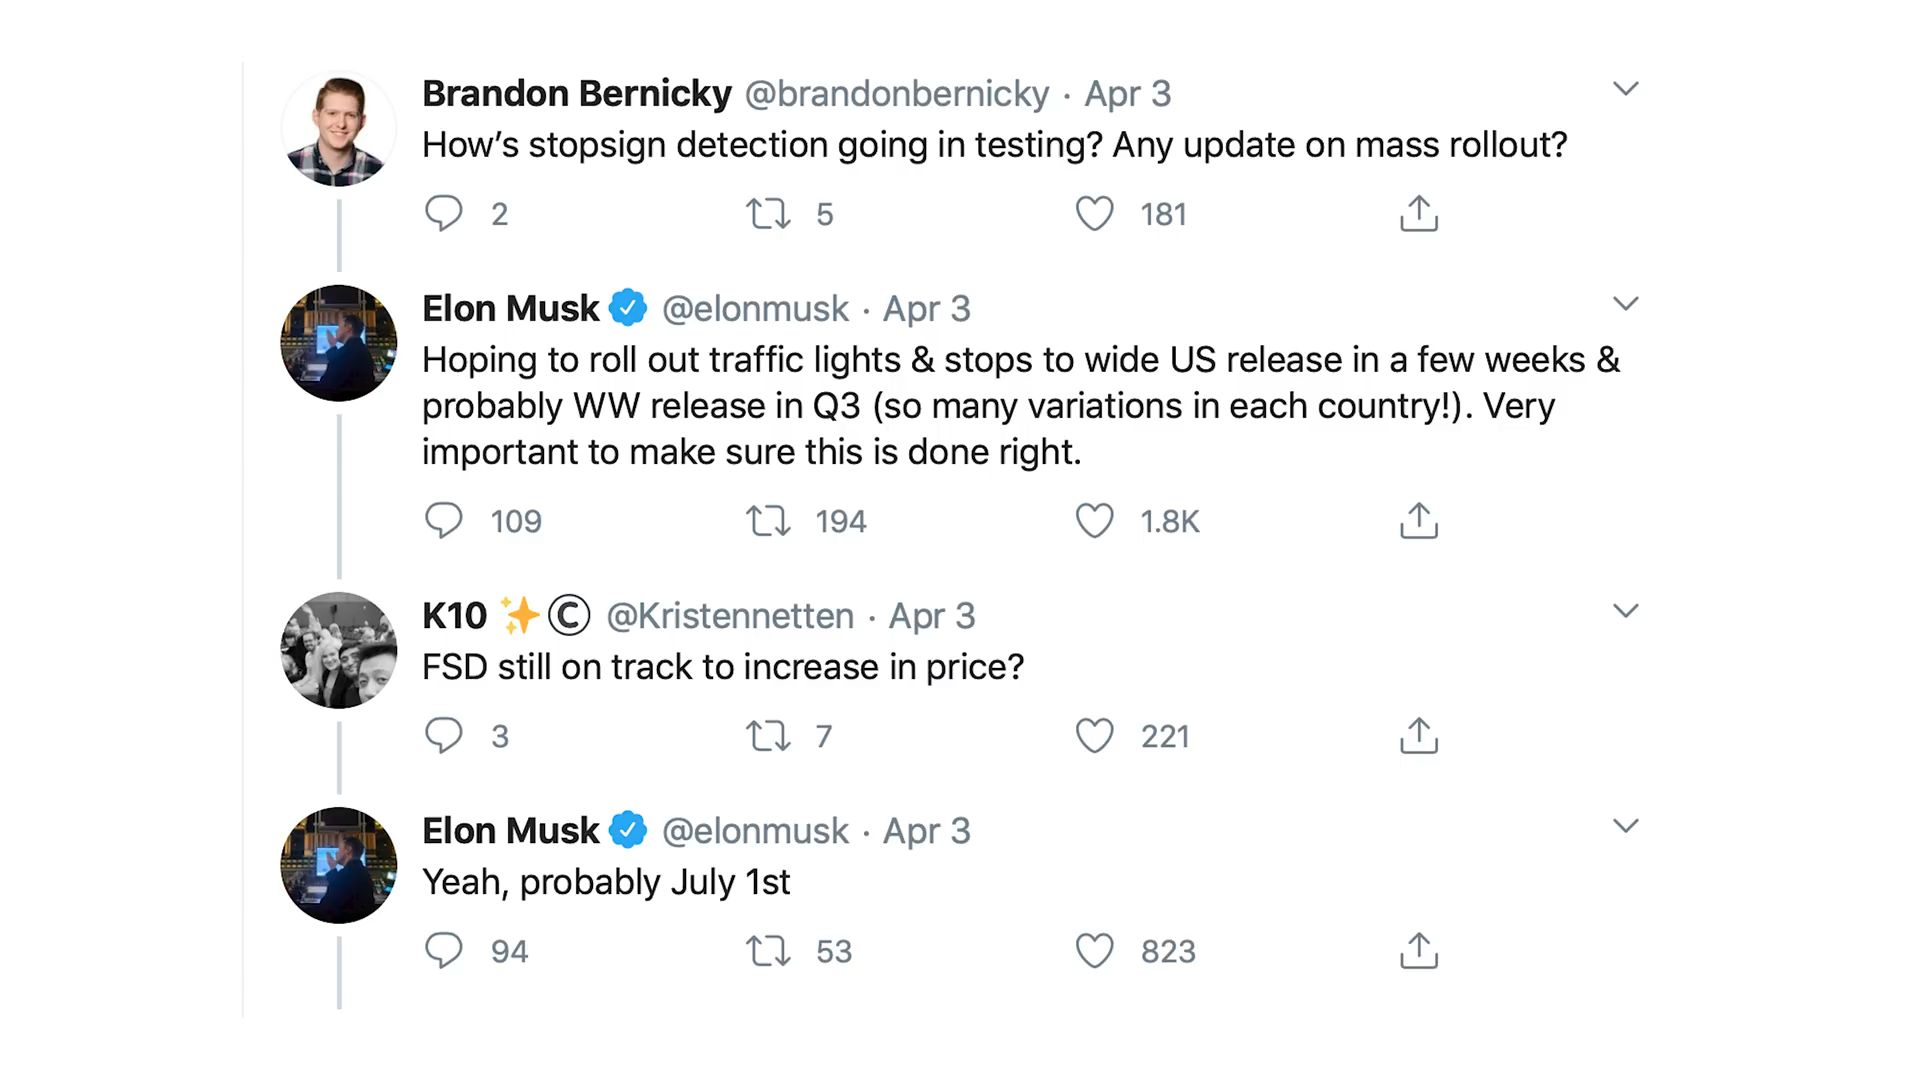 Brandon Bernicky @brandonbernicky · Apr 3
How’s stopsign detection going in testing? Any update on mass rollout?
2 5 181
Elon Musk @elonmusk · Apr 3
Hoping to roll out traffic lights & stops to wide US release in a few weeks &
probably WW release in Q3 (so many variations in each country!). Very
important to make sure this is done right.
109 194 1.8K
K10 ✨© @Kristennetten · Apr 3
FSD still on track to increase in price?
3 7 221
Elon Musk @elonmusk · Apr 3
Yeah, probably July 1st
94 53 823